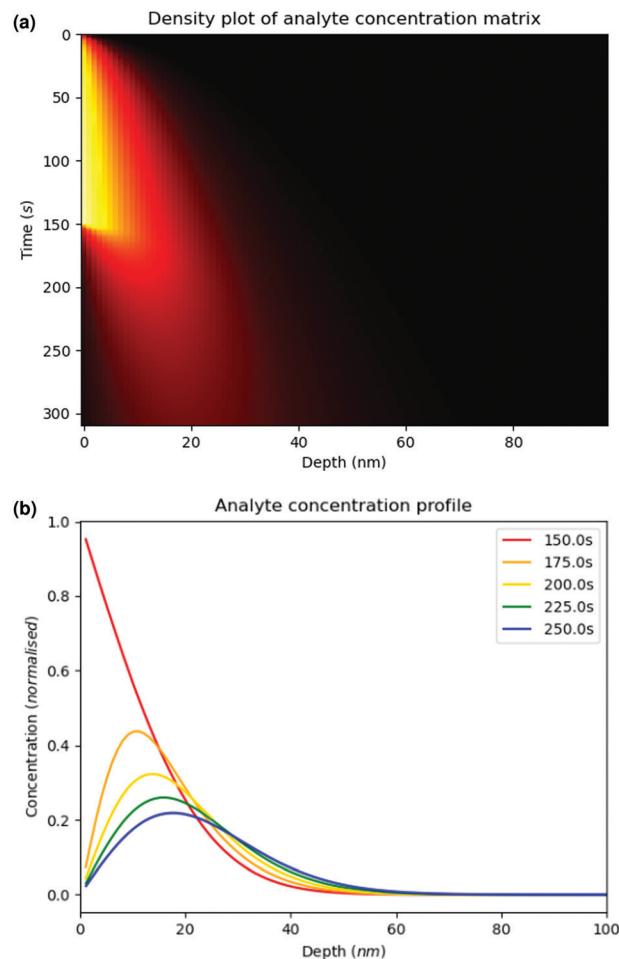 (a)
Density plot of analyte concentration matrix
0
50
100
150
200
250
300
Time (s)
0 20 40 60 80
Depth (nm)
(b)
Analyte concentration profile
1.0
0.8
0.6
0.4
0.2
0.0
Concentration (normalised)
150.0s
175.0s
200.0s
225.0s
250.0s
0 20 40 60 80 100
Depth (nm)